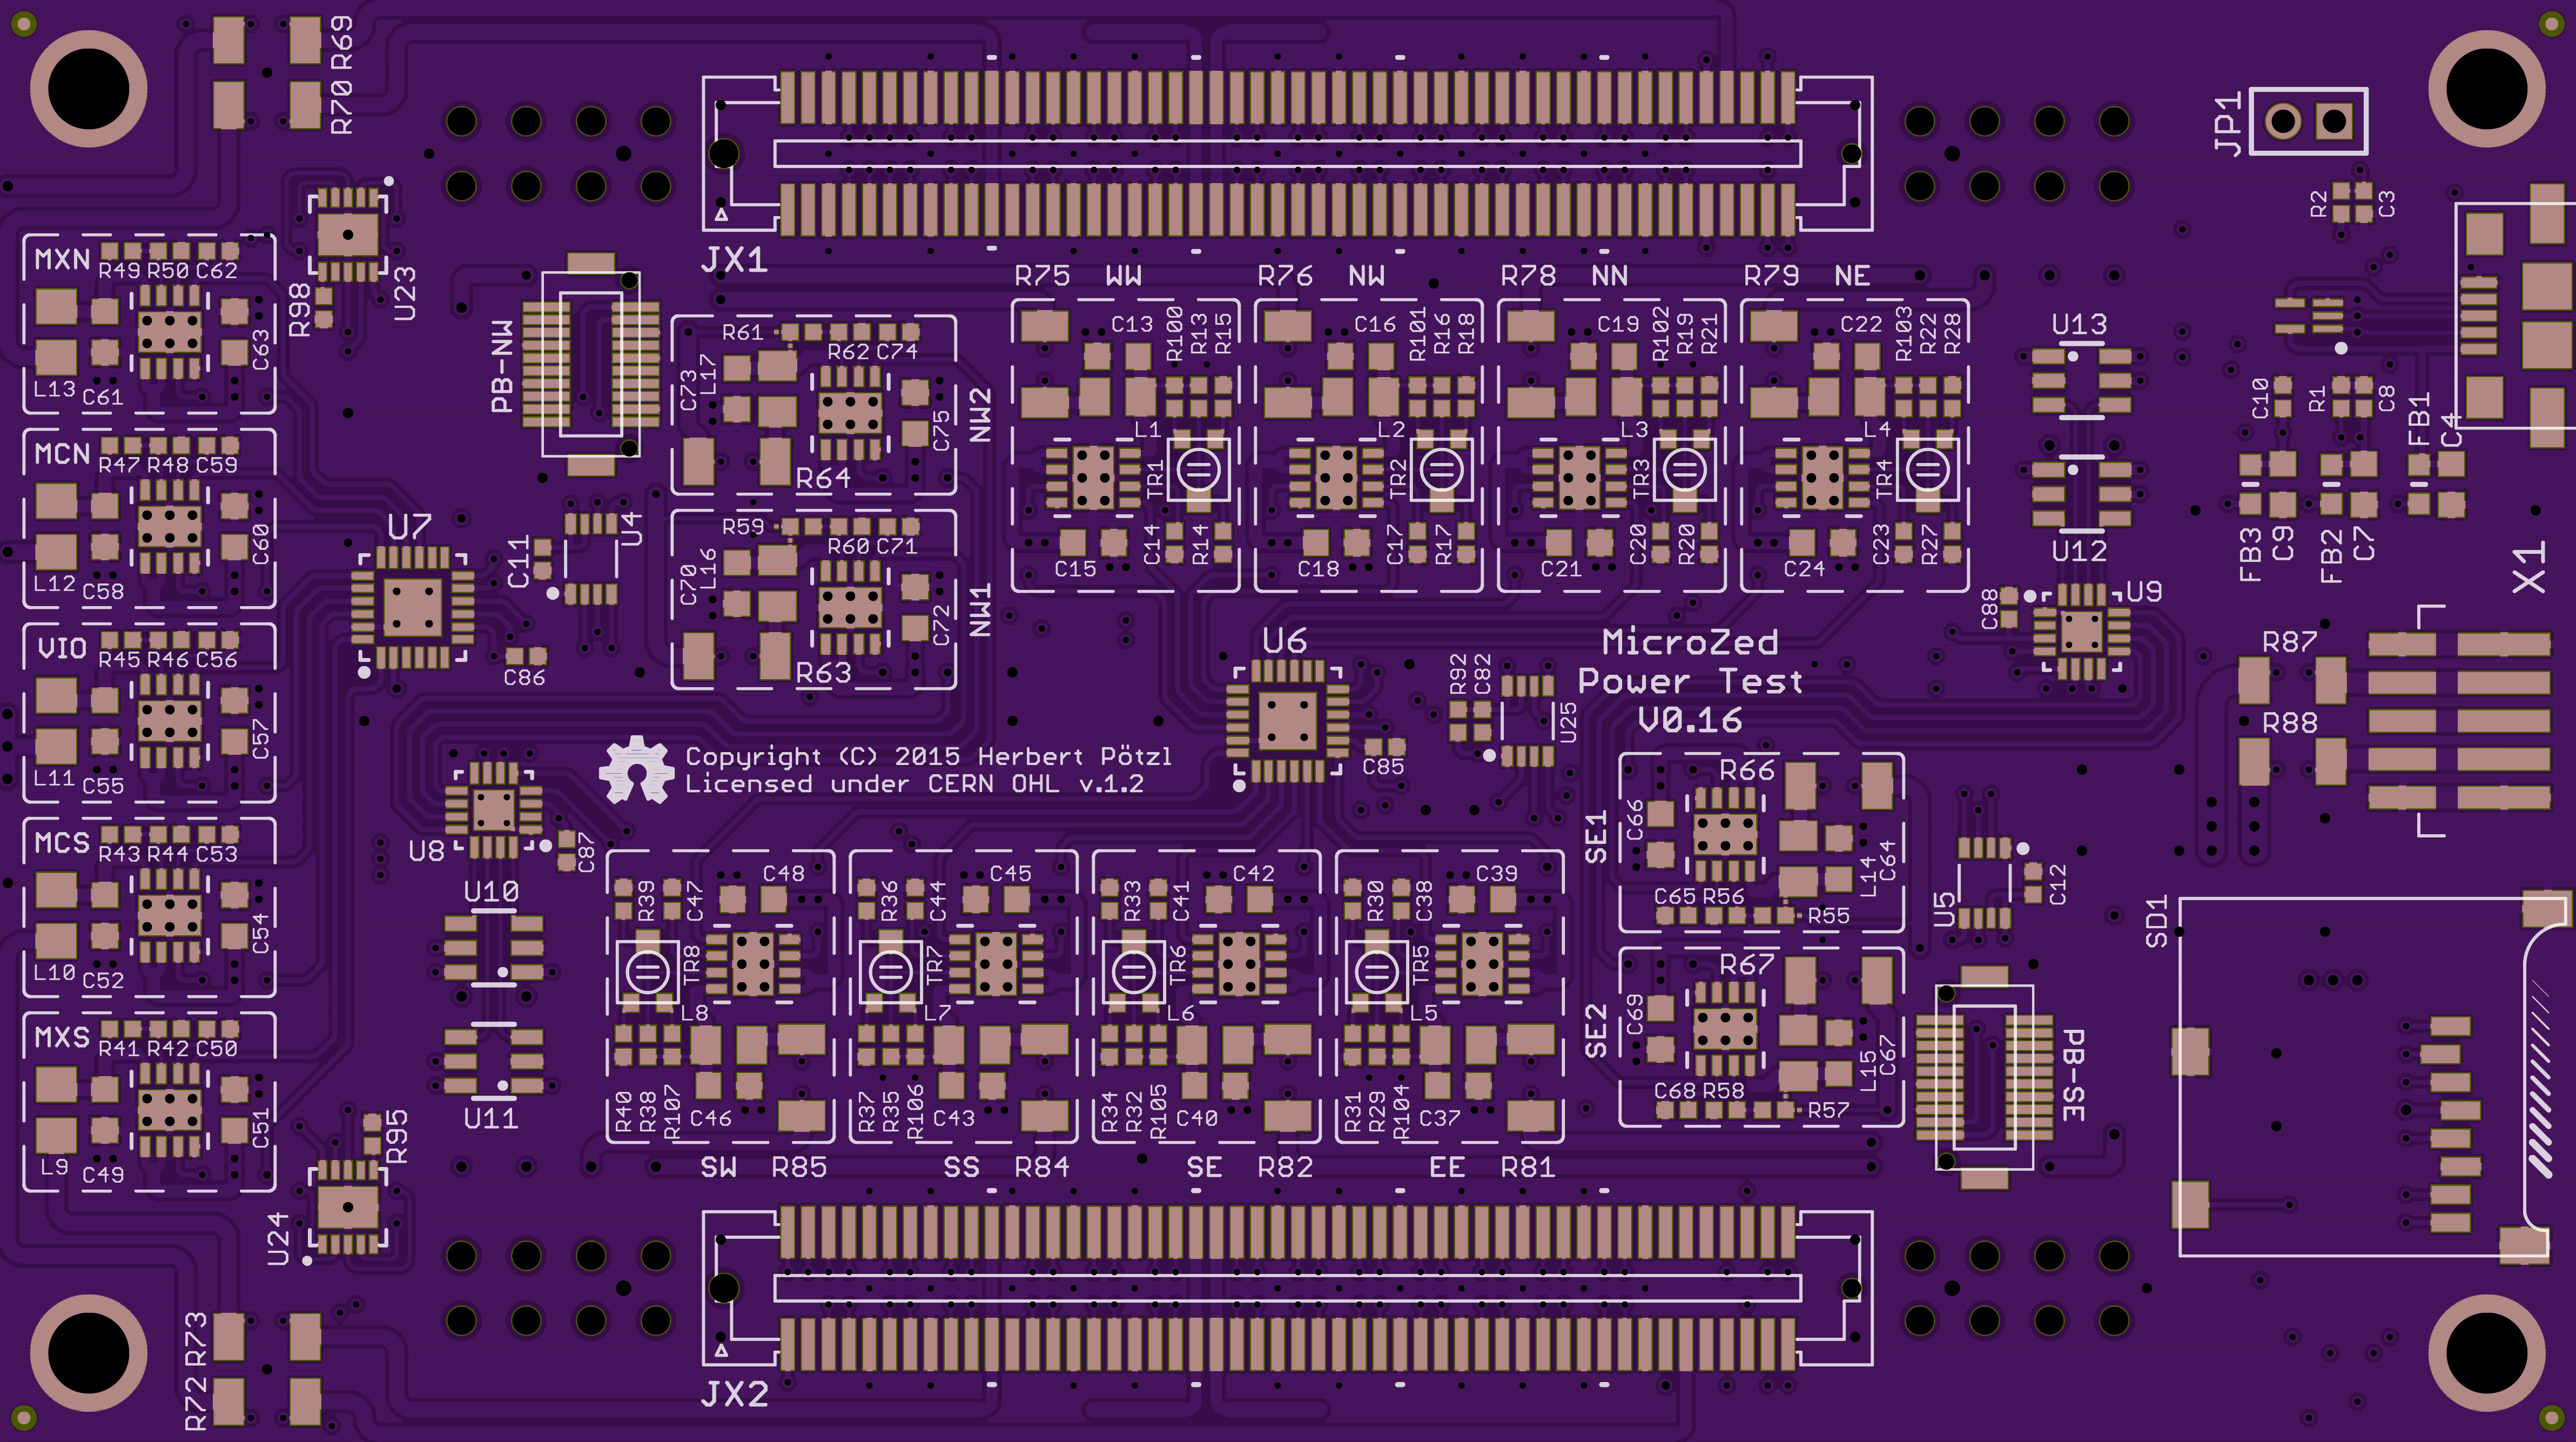 R69
R70
JP1
R2
C3
JX1
R98
U23
MXN
R49 R50 C62
L13
C61
C63
MCN
R47 R48 C59
L12
C58
C60
VIO
R45 R46 C56
L11
C55
C57
MCS
R43 R44 C53
L10
C52
C54
MXS
R41 R42 C50
L9
C49
C51
PB-NW
R61
R62 C74
C73
L17
C75
R64
NW2
R59
R60 C71
C70
L16
C72
R63
NW1
U7
C11
U4
C86
R75 WW
C13
R100
R13
R15
L1
TR1
C14
R14
C15
R76 NW
C16
R101
R16
R18
L2
TR2
C17
R17
C18
R78 NN
C19
R102
R19
R21
L3
TR3
C20
R20
C21
R79 NE
C22
R103
R22
R28
L4
TR4
C23
R27
C24
U13
U12
C88
U9
C10
R1
C8
FB1
C4
FB3
C9
FB2
C7
X1
R87
R88
U6
C85
R92
C82
U25
MicroZed
Power Test
V0.16
Copyright (C) 2015 Herbert Pötzl
Licensed under CERN OHL v.1.2
U8
C87
U10
U11
R95
U24
R39
C47
C48
TR8
L8
R40
R38
R107
C46
SW R85
R36
C44
C45
TR7
L7
R37
R35
R106
C43
SS R84
R33
C41
C42
TR6
L6
R34
R32
R105
C40
SE R82
R30
C38
C39
TR5
L5
R31
R29
R104
C37
EE R81
SE1
R66
C66
L14
C64
C65 R56
R55
SE2
R67
C69
L15
C67
C68 R58
R57
U5
C12
PB-SE
SD1
R73
R72
JX2